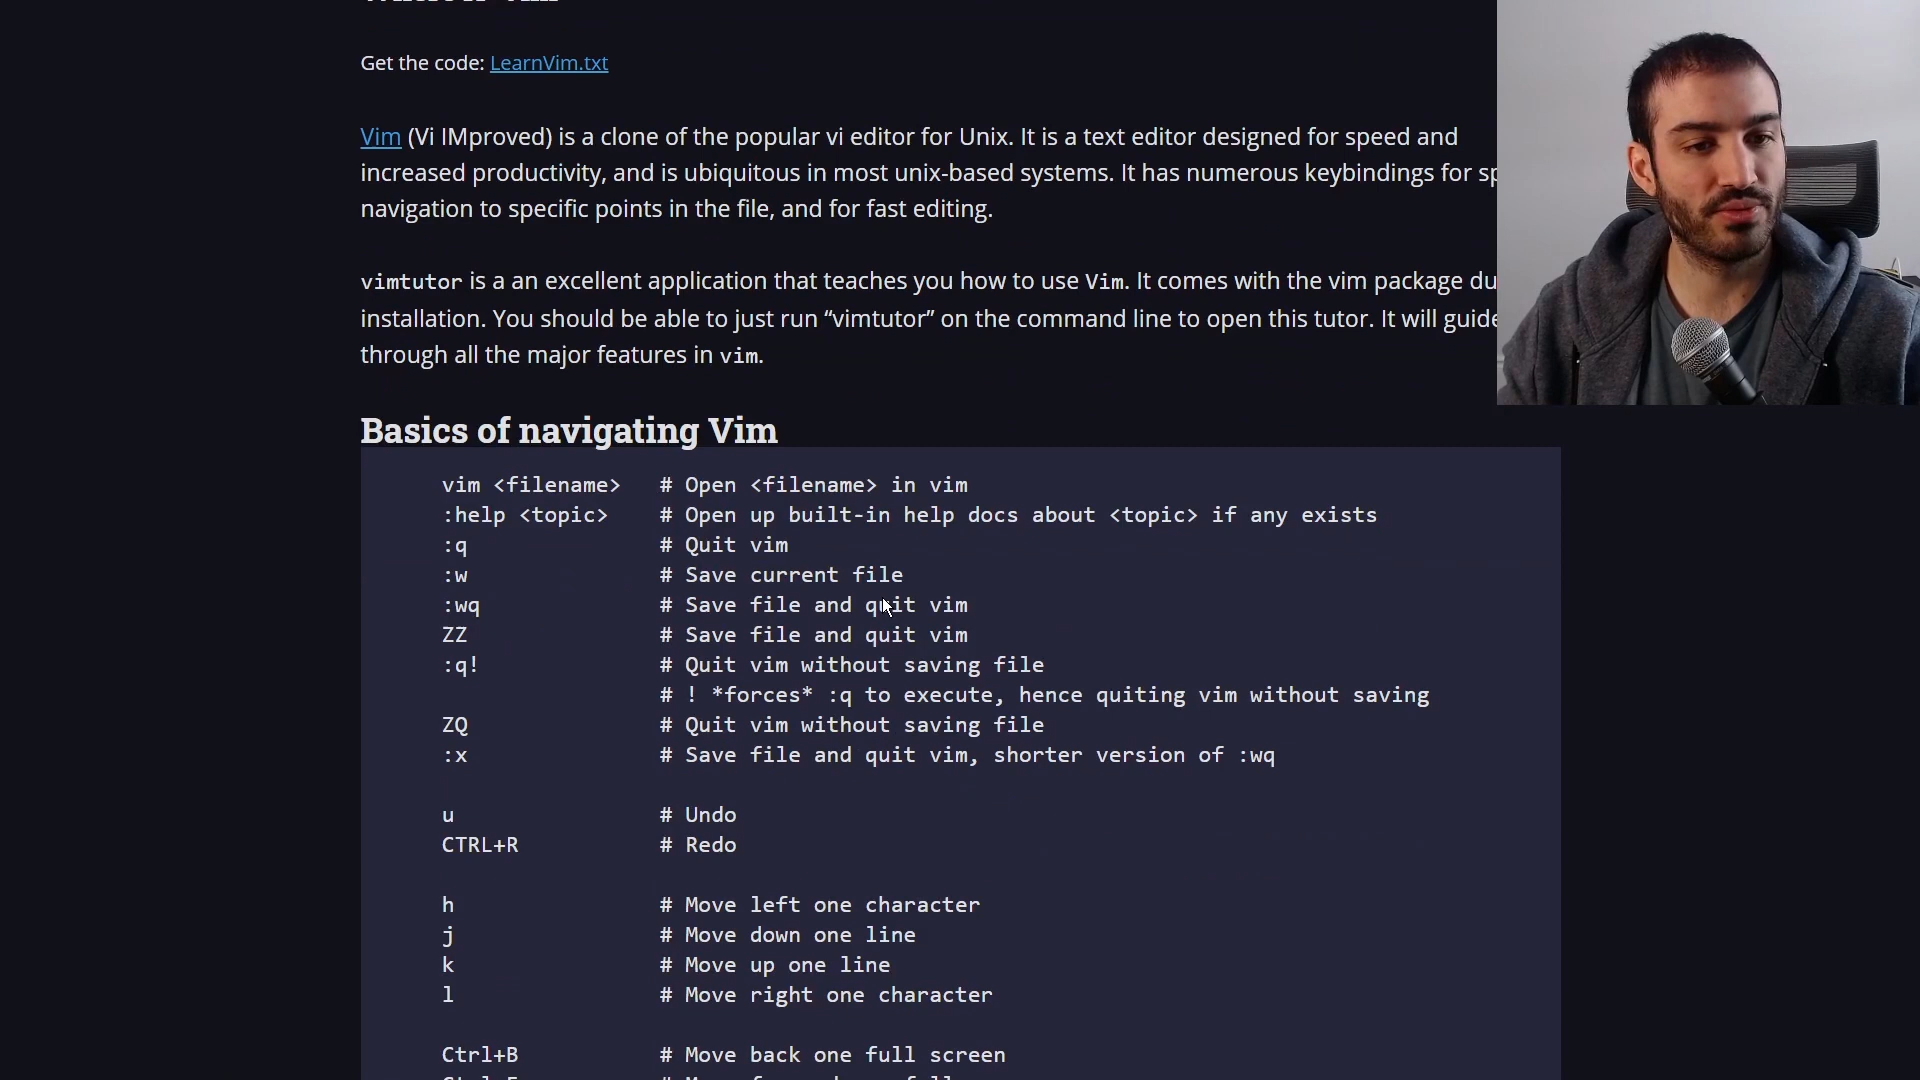 Get the code: LearnVim.txt
Vim (Vi IMproved) is a clone of the popular vi editor for Unix. It is a text editor designed for speed and
increased productivity, and is ubiquitous in most unix-based systems. It has numerous keybindings for sp
navigation to specific points in the file, and for fast editing.
vimtutor is a an excellent application that teaches you how to use Vim. It comes with the vim package du
installation. You should be able to just run “vimtutor” on the command line to open this tutor. It will guide
through all the major features in vim.
Basics of navigating Vim
vim <filename> # Open <filename> in vim
:help <topic> # Open up built-in help docs about <topic> if any exists
:q # Quit vim
:w # Save current file
:wq # Save file and quit vim
ZZ # Save file and quit vim
:q! # Quit vim without saving file
# ! *forces* :q to execute, hence quiting vim without saving
ZQ # Quit vim without saving file
:x # Save file and quit vim, shorter version of :wq
u # Undo
CTRL+R # Redo
h # Move left one character
j # Move down one line
k # Move up one line
l # Move right one character
Ctrl+B # Move back one full screen